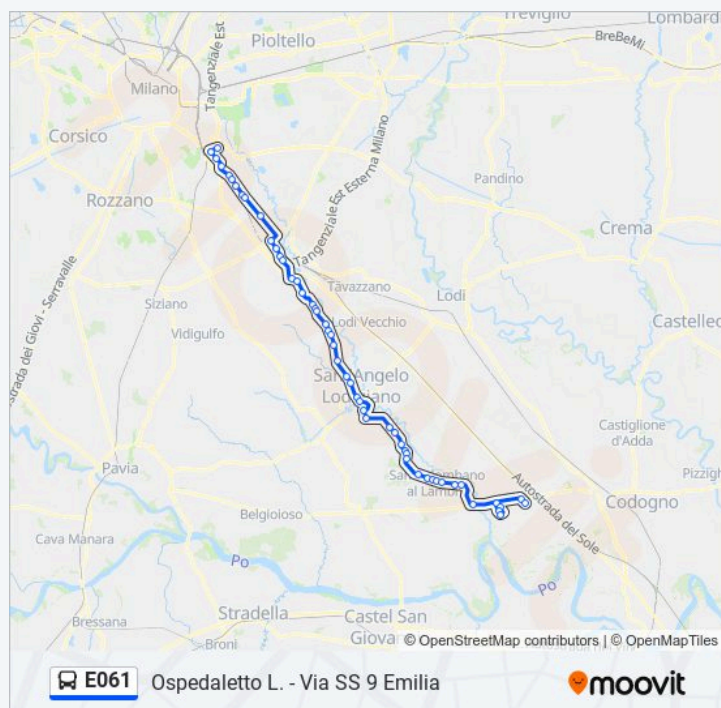 Treviglio
Lombardo
Pioltello
BreBeMi
Tangenziale Est
Milano
Corsico
Pandino
Rozzano
Crema
Tangenziale Est Esterna Milano
Tavazzano
Lodi
Siziano
Lodi Vecchio
Vidigulfo
Castellec
strada dei Giovi - Serravalle
Sant'Angelo
Lodigiano
Castiglione
d'Adda
Pavia
San Colombano
al Lambro
Pizzigh
Autostrada del Sole
Codogno
Belgioioso
Cava Manara
Po
Po
Stradella
Castel San
Giova
Bressana
Broni
© OpenStreetMap contributors | © OpenMapTiles
E061 Ospedaletto L. - Via SS 9 Emilia
moovit